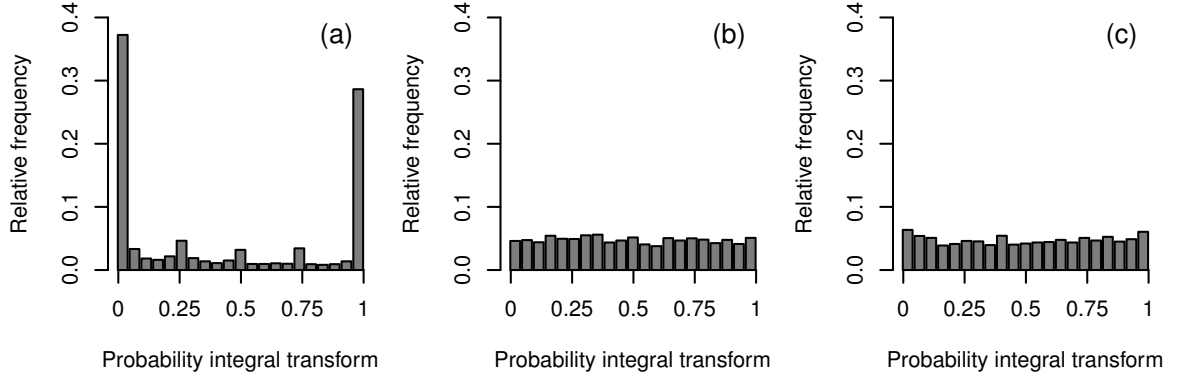 (a)
Relative frequency
0.0 0.1 0.2 0.3 0.4
0 0.25 0.5 0.75 1
Probability integral transform
(b)
Relative frequency
0.0 0.1 0.2 0.3 0.4
0 0.25 0.5 0.75 1
Probability integral transform
(c)
Relative frequency
0.0 0.1 0.2 0.3 0.4
0 0.25 0.5 0.75 1
Probability integral transform